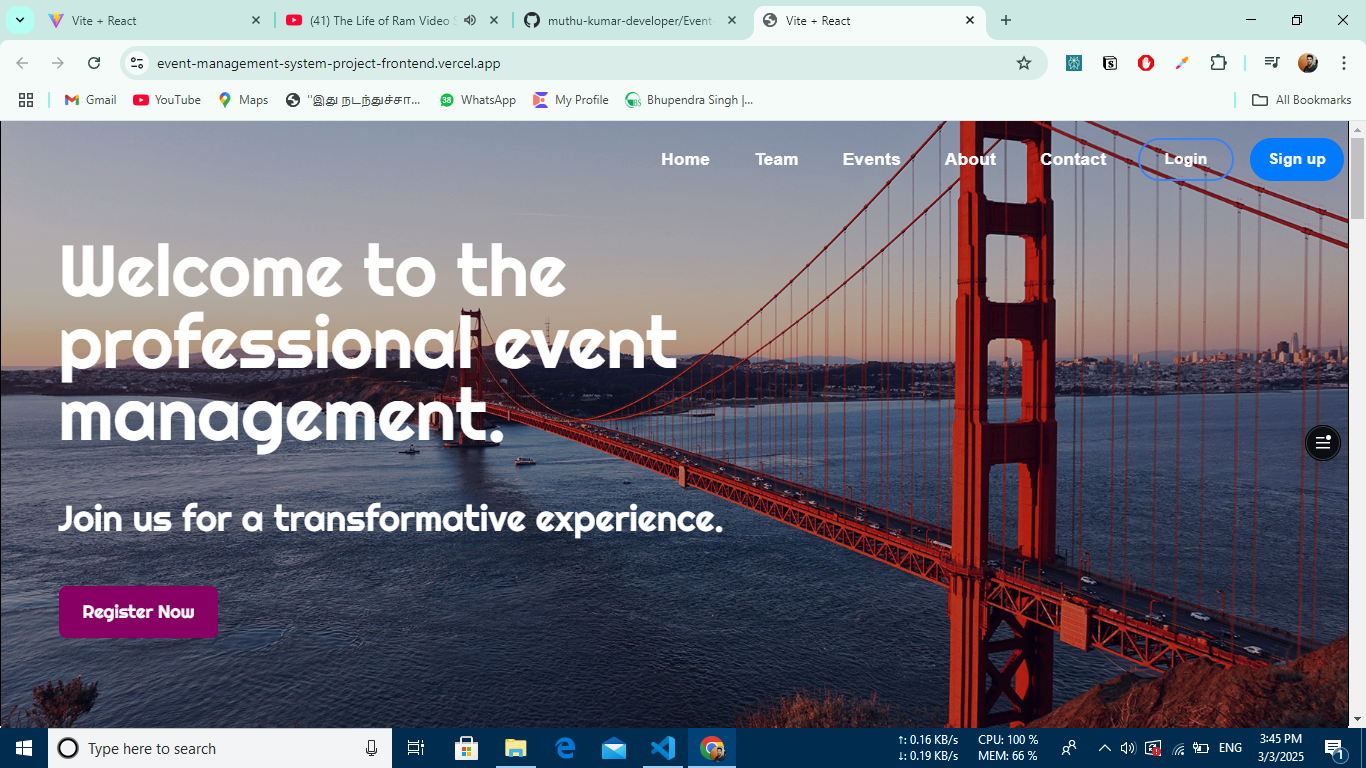 Vite + React
(41) The Life of Ram Video S
muthu-kumar-developer/Event-
Vite + React
event-management-system-project-frontend.vercel.app
Gmail
YouTube
Maps
"இது நடந்துச்சா...
38
WhatsApp
My Profile
Bhupendra Singh |...
All Bookmarks
Home
Team
Events
About
Contact
Login
Sign up
Welcome to the
professional event
management.
Join us for a transformative experience.
Register Now
Type here to search
↑: 0.16 KB/s
↓: 0.19 KB/s
CPU: 100 %
MEM: 66 %
ENG
3:45 PM
3/3/2025
1